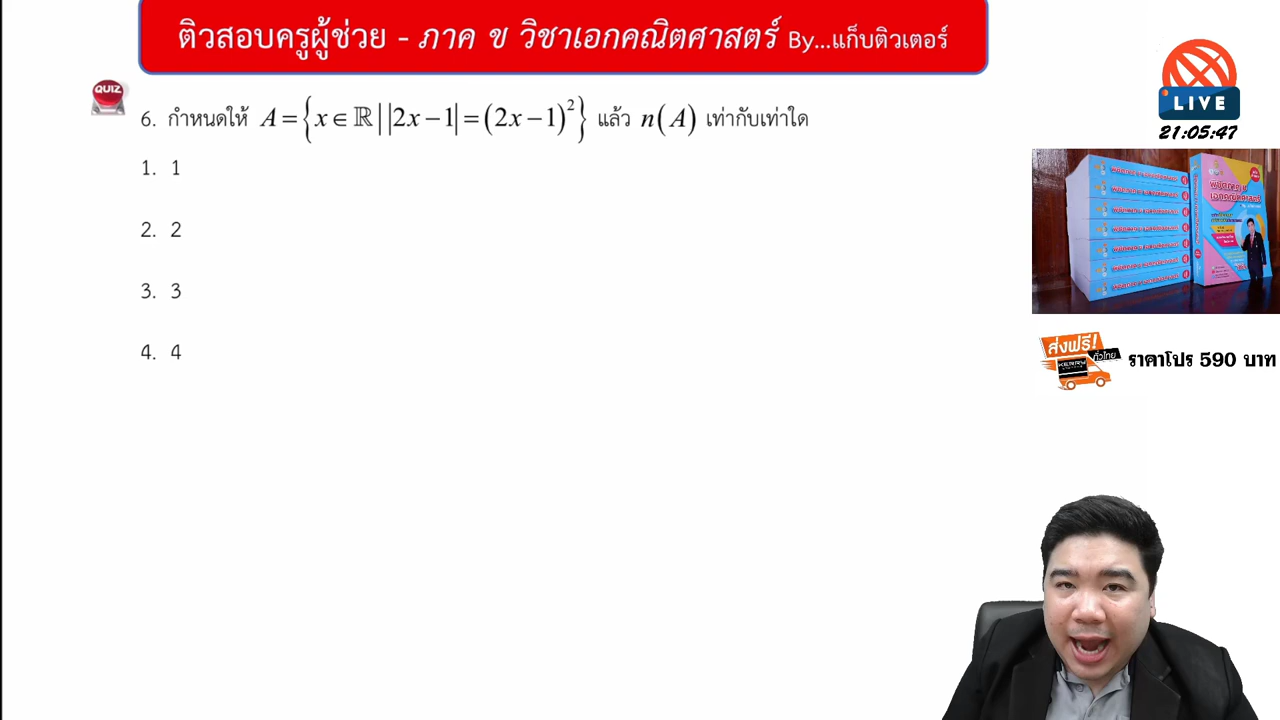 ติวสอบครูผู้ช่วย - ภาค ข วิชาเอกคณิตศาสตร์ By...แก็บติวเตอร์
QUIZ
6. กำหนดให้ A = {x ∈ ℝ | |2x − 1| = (2x − 1)²} แล้ว n(A) เท่ากับเท่าใด
1. 1
2. 2
3. 3
4. 4
LIVE
21:05:47
ส่งฟรี!
ทั่วไทย
KERRY
ราคาโปร 590 บาท